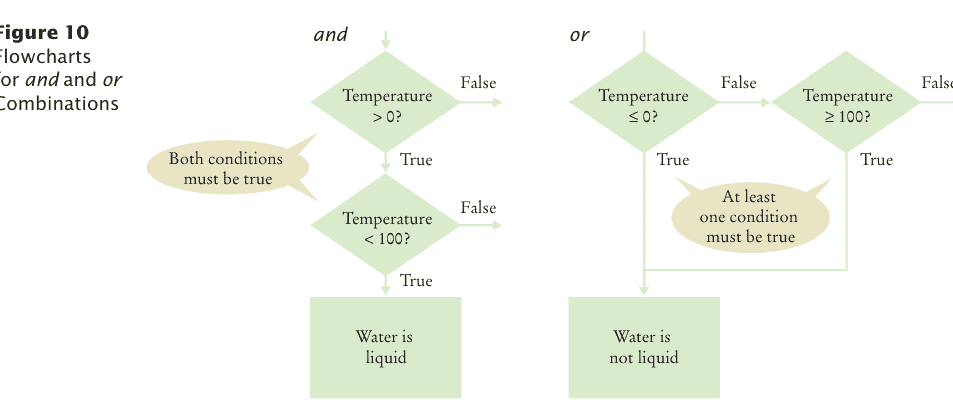 Figure 10
Flowcharts
for and and or
Combinations
and
Temperature
> 0?
False
True
Both conditions
must be true
Temperature
< 100?
False
True
Water is
liquid
or
Temperature
≤ 0?
False
True
Temperature
≥ 100?
False
True
At least
one condition
must be true
Water is
not liquid